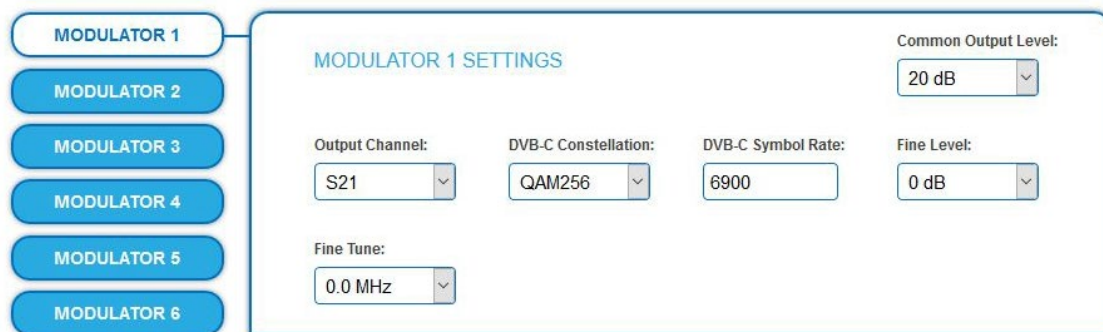 MODULATOR 1
MODULATOR 2
MODULATOR 3
MODULATOR 4
MODULATOR 5
MODULATOR 6
MODULATOR 1 SETTINGS
Common Output Level:
20 dB
Output Channel:
S21
DVB-C Constellation:
QAM256
DVB-C Symbol Rate:
6900
Fine Level:
0 dB
Fine Tune:
0.0 MHz